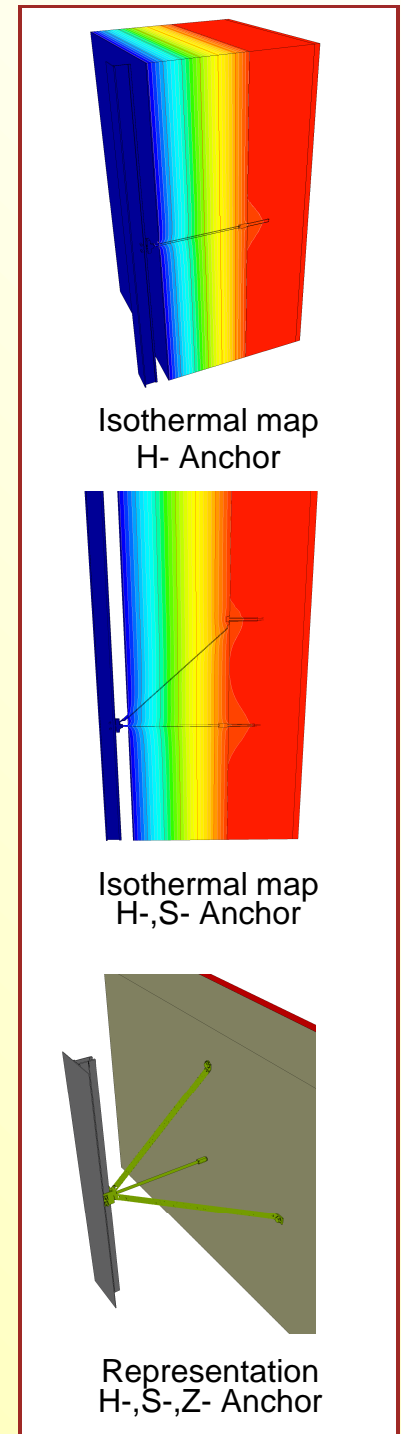 Isothermal map
H- Anchor
Isothermal map
H-,S- Anchor
Representation
H-,S-,Z- Anchor